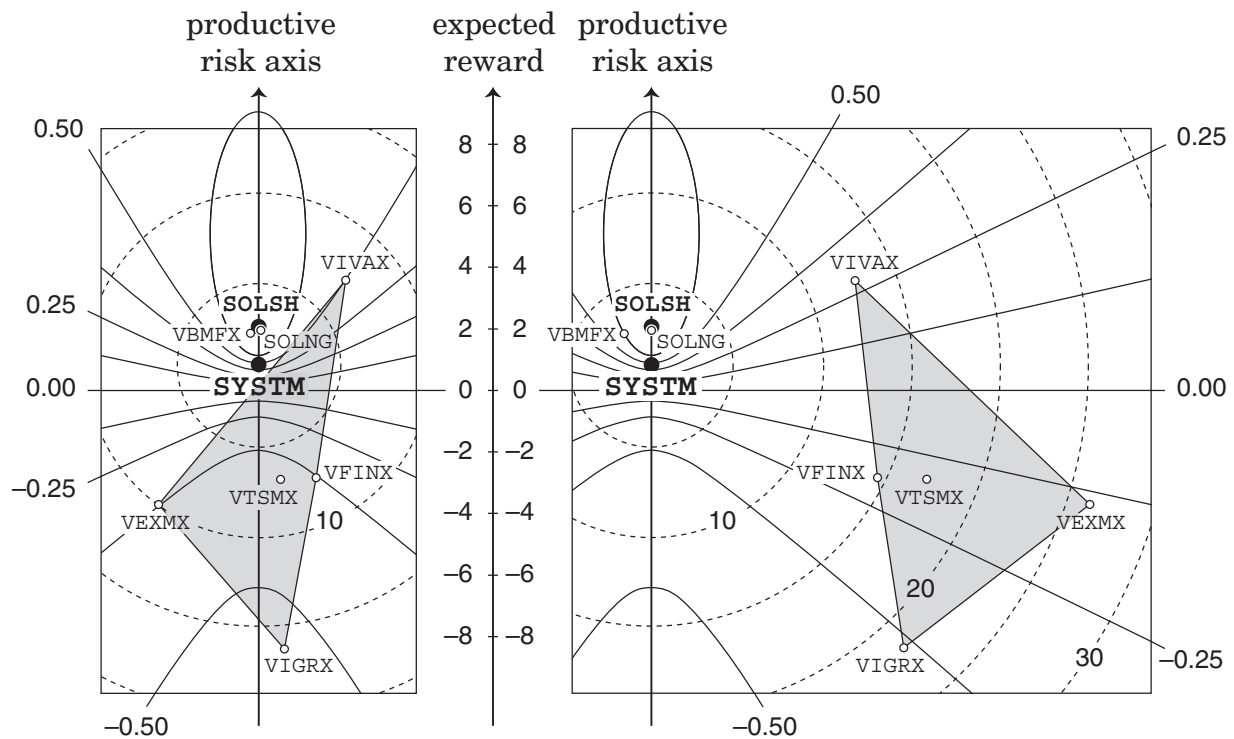 productive
risk axis
expected
reward
productive
risk axis
0.50
0.50
0.25
8
8
6
6
VIVAX
4
4
VIVAX
0.25
SOLSH
SOLSH
VBMFX
SOLNG
2
2
VBMFX
SOLNG
0.00
SYSTM
0
0
SYSTM
0.00
–2
–2
–0.25
VFINX
VTSMX
VFINX
VTSMX
VEXMX
10
–4
–4
10
VEXMX
–6
–6
20
–8
–8
VIGRX
VIGRX
30
–0.25
–0.50
–0.50